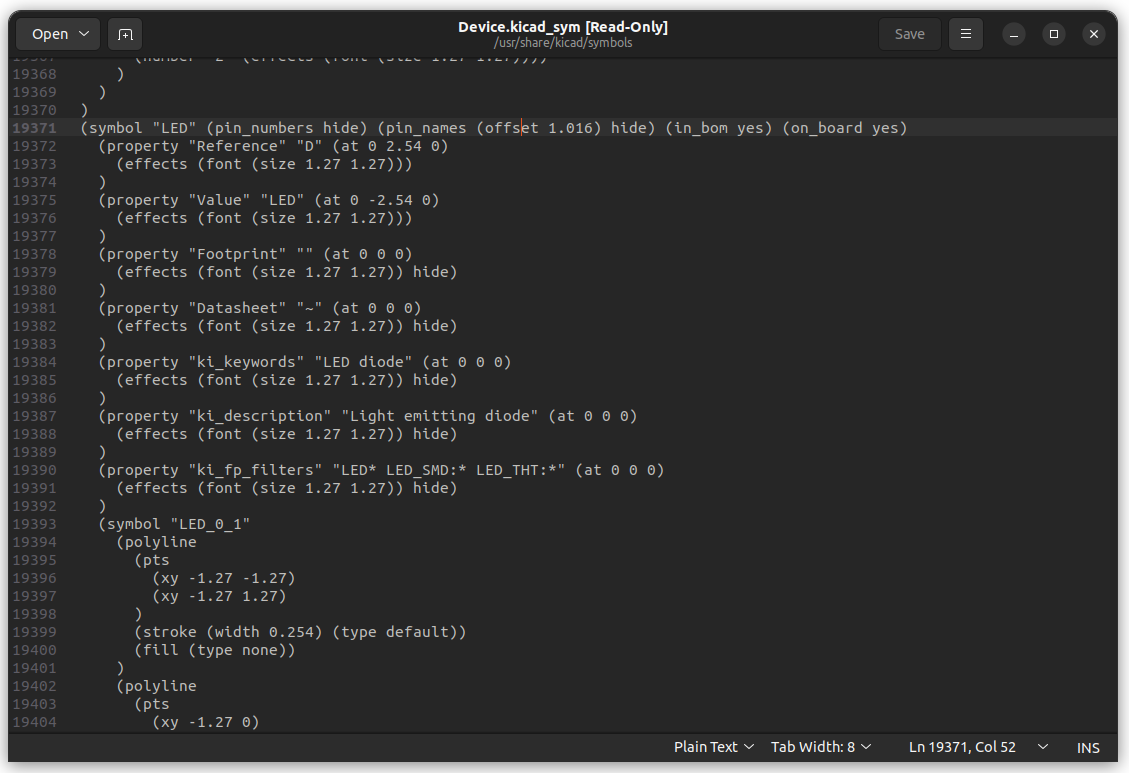 Open
Device.kicad_sym [Read-Only]
/usr/share/kicad/symbols
Save
19368 )
19369 )
19370 )
19371 (symbol "LED" (pin_numbers hide) (pin_names (offset 1.016) hide) (in_bom yes) (on_board yes)
19372 (property "Reference" "D" (at 0 2.54 0)
19373 (effects (font (size 1.27 1.27)))
19374 )
19375 (property "Value" "LED" (at 0 -2.54 0)
19376 (effects (font (size 1.27 1.27)))
19377 )
19378 (property "Footprint" "" (at 0 0 0)
19379 (effects (font (size 1.27 1.27)) hide)
19380 )
19381 (property "Datasheet" "~" (at 0 0 0)
19382 (effects (font (size 1.27 1.27)) hide)
19383 )
19384 (property "ki_keywords" "LED diode" (at 0 0 0)
19385 (effects (font (size 1.27 1.27)) hide)
19386 )
19387 (property "ki_description" "Light emitting diode" (at 0 0 0)
19388 (effects (font (size 1.27 1.27)) hide)
19389 )
19390 (property "ki_fp_filters" "LED* LED_SMD:* LED_THT:*" (at 0 0 0)
19391 (effects (font (size 1.27 1.27)) hide)
19392 )
19393 (symbol "LED_0_1"
19394 (polyline
19395 (pts
19396 (xy -1.27 -1.27)
19397 (xy -1.27 1.27)
19398 )
19399 (stroke (width 0.254) (type default))
19400 (fill (type none))
19401 )
19402 (polyline
19403 (pts
19404 (xy -1.27 0)
Plain Text Tab Width: 8 Ln 19371, Col 52 INS